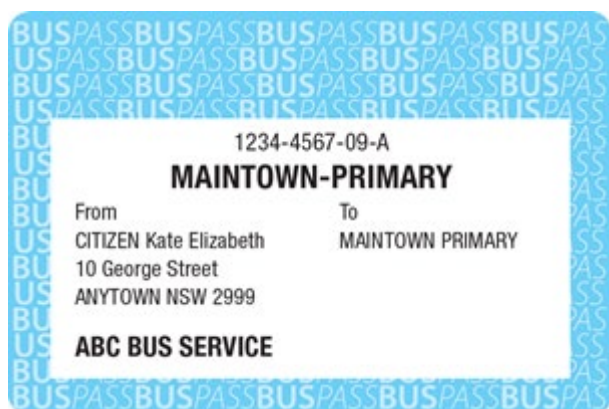 BUSPASSBUSPASSBUSPASSBUSPASS
1234-4567-09-A
MAINTOWN-PRIMARY
From To
CITIZEN Kate Elizabeth MAINTOWN PRIMARY
10 George Street
ANYTOWN NSW 2999
ABC BUS SERVICE